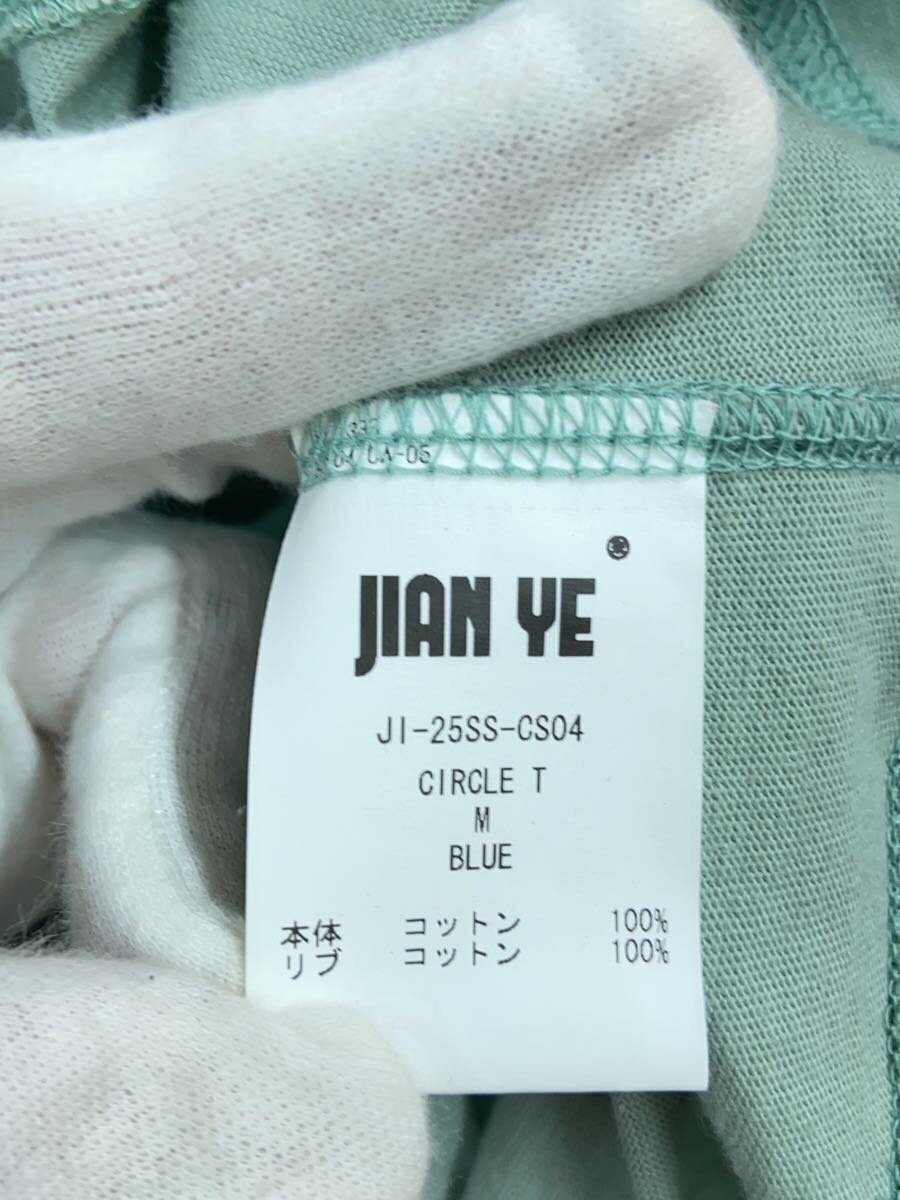 JIAN YE
JI-25SS-CS04
CIRCLE T
M
BLUE
本体 コットン 100%
リブ コットン 100%